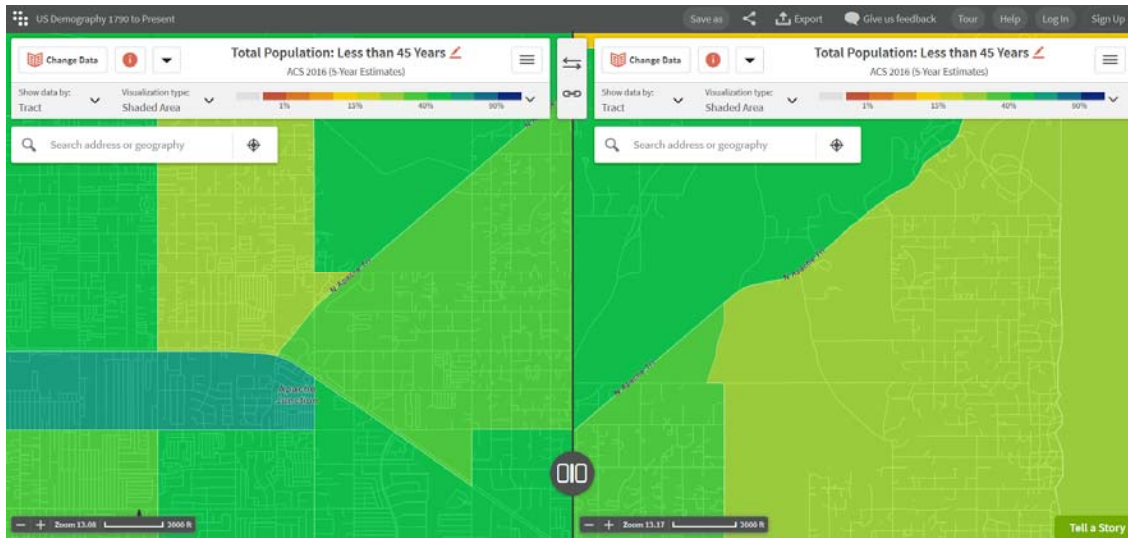 US Demography 1790 to Present
Save as
Export
Give us feedback
Tour
Help
Log In
Sign Up
Change Data
Total Population: Less than 45 Years
ACS 2016 (5-Year Estimates)
Show data by:
Tract
Visualization type:
Shaded Area
1%
15%
40%
90%
Search address or geography
N Apache Trl
Apache
Junction
Zoom 13.08
3000 ft
Change Data
Total Population: Less than 45 Years
ACS 2016 (5-Year Estimates)
Show data by:
Tract
Visualization type:
Shaded Area
1%
15%
40%
90%
Search address or geography
N Apache Trl
N Apache Trl
Zoom 13.17
2000 ft
Tell a Story